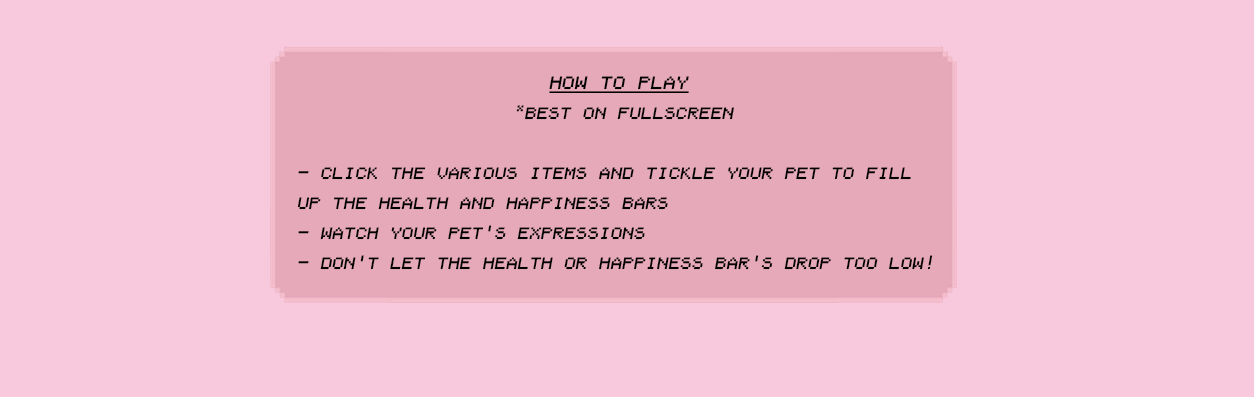 HOW TO PLAY
*BEST ON FULLSCREEN
- CLICK THE VARIOUS ITEMS AND TICKLE YOUR PET TO FILL
UP THE HEALTH AND HAPPINESS BARS
- WATCH YOUR PET'S EXPRESSIONS
- DON'T LET THE HEALTH OR HAPPINESS BAR'S DROP TOO LOW!